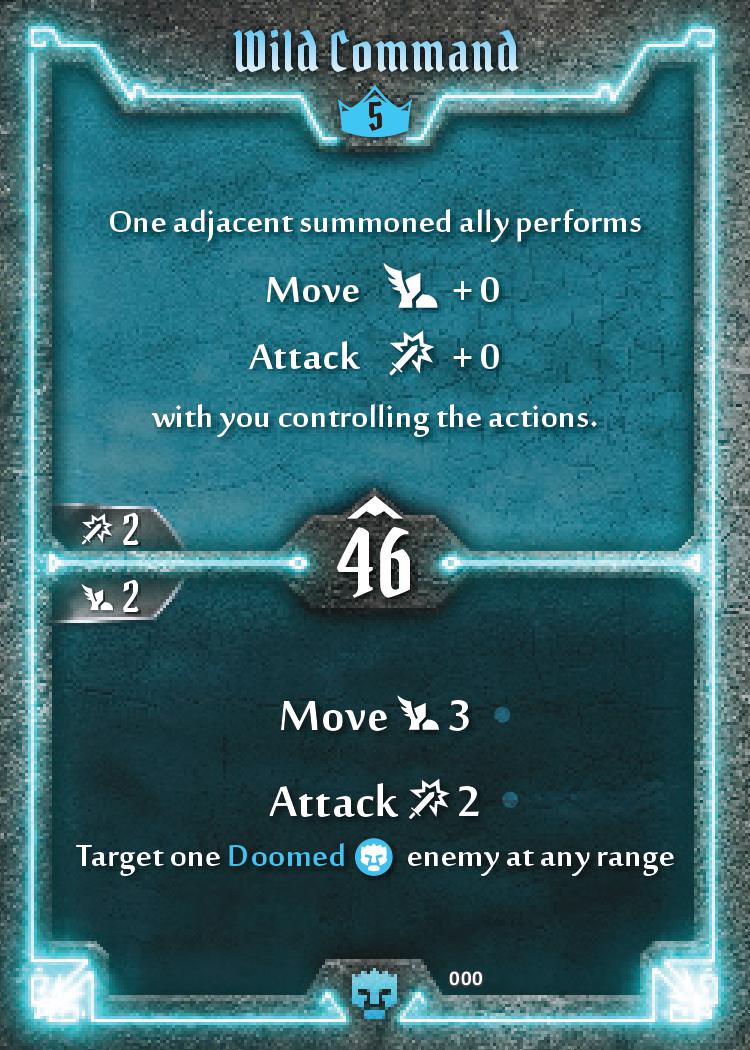 Wild Command
5
One adjacent summoned ally performs
Move + 0
Attack + 0
with you controlling the actions.
2
46
2
Move 3
Attack 2
Target one Doomed enemy at any range
000